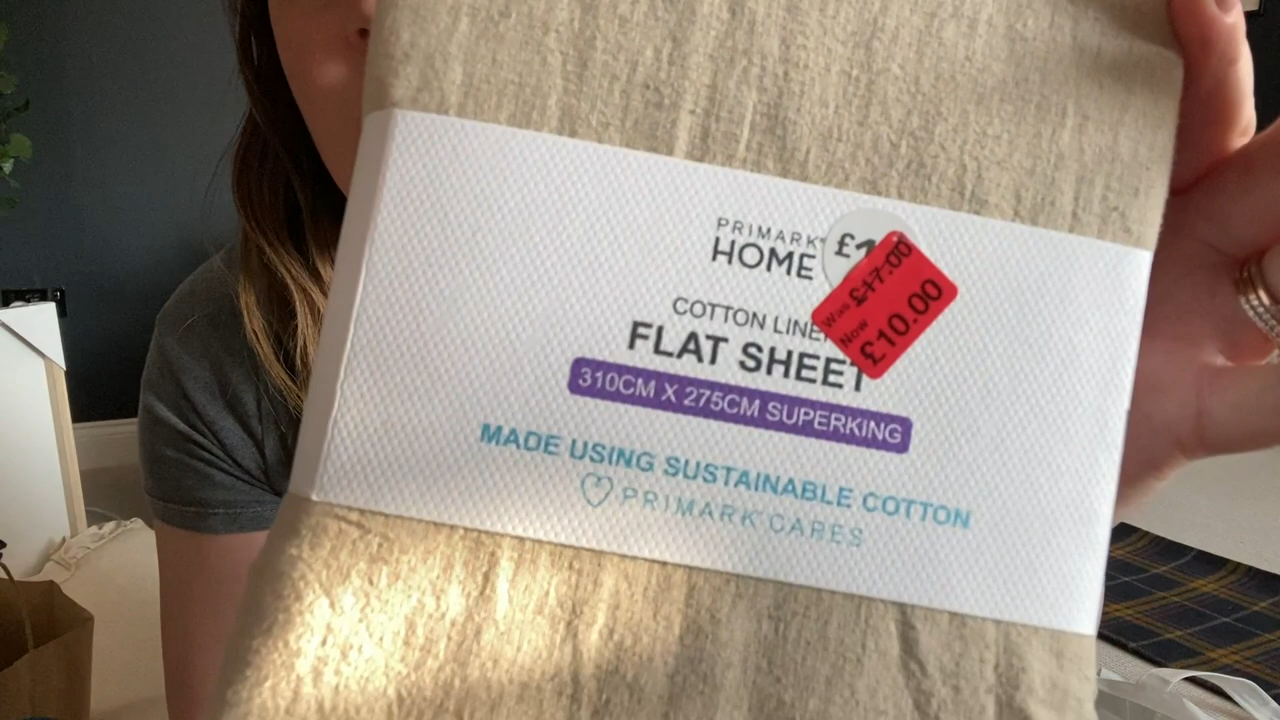 PRIMARK®
HOME
£1
Was £17.00
Now
£10.00
COTTON
FLAT SHEET
310CM X 275CM SUPERKING
MADE USING SUSTAINABLE COTTON
PRIMARK® CARES